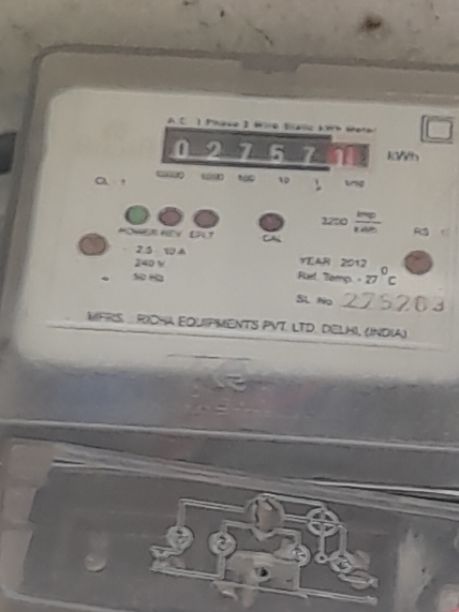 A.C. 1 Phase 2 Wire Static kWh Meter
0 2 7 5 7 kWh
CL. 1 10000 1000 100 10 1 1/10
POWER REV E/FLT CAL 3200 imp/kWh RS
2.5 - 10 A
240 V
50 Hz
YEAR 2012
Ref. Temp. - 27 °C
SL No 275263
MFRS. : RICHA EQUIPMENTS PVT. LTD. DELHI, (INDIA)